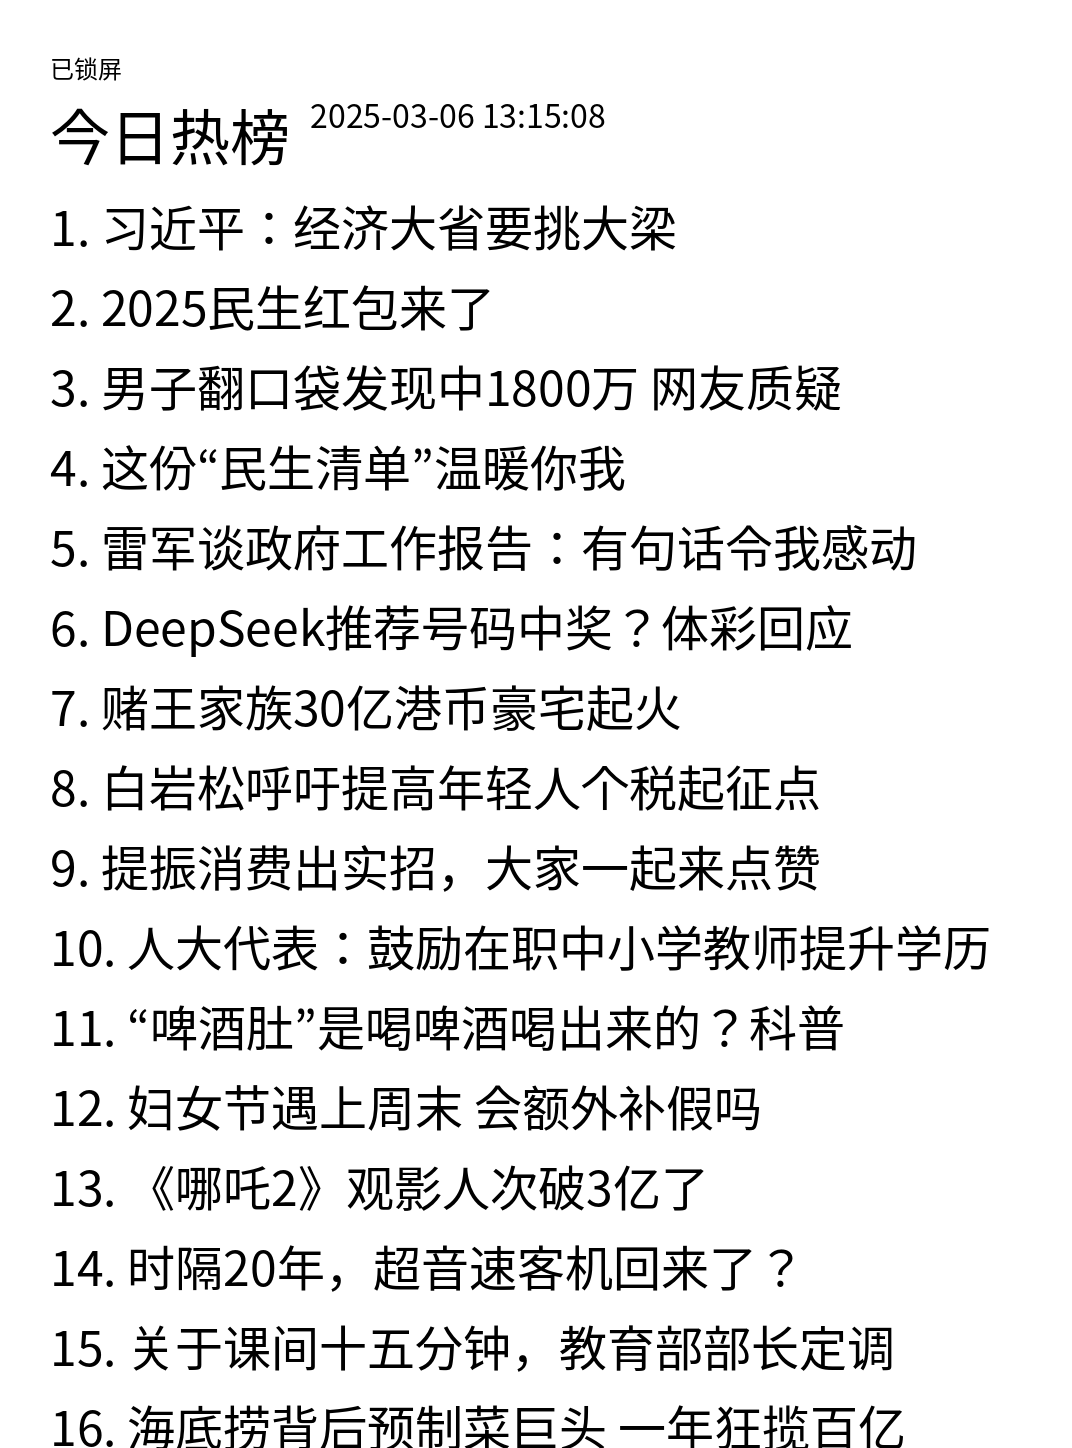 已锁屏
今日热榜 2025-03-06 13:15:08
1. 习近平：经济大省要挑大梁
2. 2025民生红包来了
3. 男子翻口袋发现中1800万 网友质疑
4. 这份“民生清单”温暖你我
5. 雷军谈政府工作报告：有句话令我感动
6. DeepSeek推荐号码中奖？体彩回应
7. 赌王家族30亿港币豪宅起火
8. 白岩松呼吁提高年轻人个税起征点
9. 提振消费出实招，大家一起来点赞
10. 人大代表：鼓励在职中小学教师提升学历
11. “啤酒肚”是喝啤酒喝出来的？科普
12. 妇女节遇上周末 会额外补假吗
13. 《哪吒2》观影人次破3亿了
14. 时隔20年，超音速客机回来了？
15. 关于课间十五分钟，教育部部长定调
16. 海底捞背后预制菜巨头 一年狂揽百亿